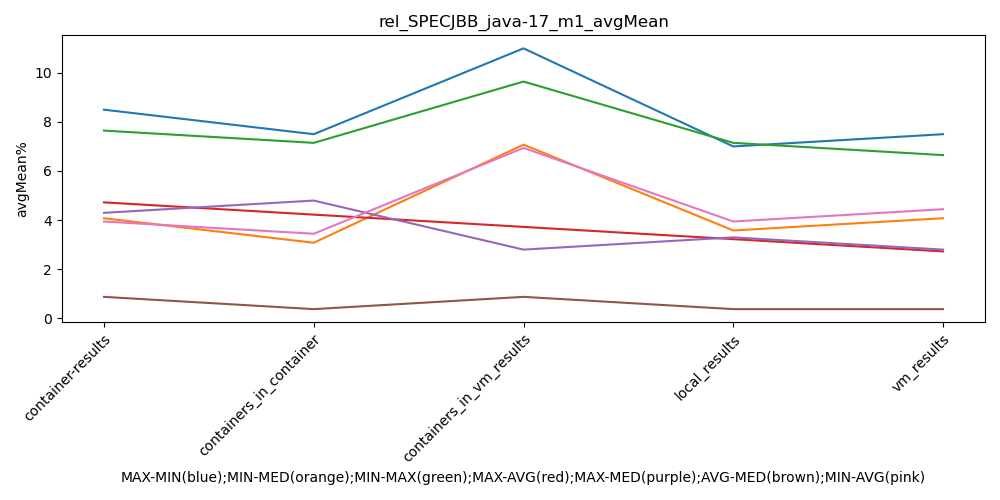 rel_SPECJBB_java-17_m1_avgMean
avgMean%
10
8
6
4
2
0
container-results
containers_in_container
containers_in_vm_results
local_results
vm_results
MAX-MIN(blue);MIN-MED(orange);MIN-MAX(green);MAX-AVG(red);MAX-MED(purple);AVG-MED(brown);MIN-AVG(pink)